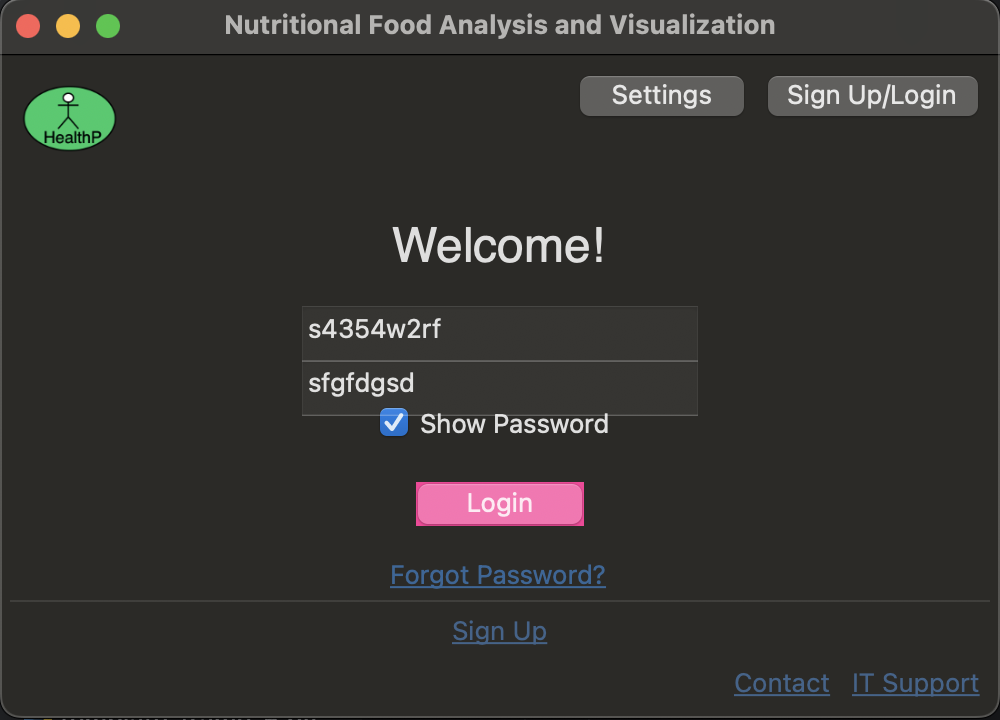 Nutritional Food Analysis and Visualization
Settings
Sign Up/Login
HealthP
Welcome!
s4354w2rf
sfgfdgsd
Show Password
Login
Forgot Password?
Sign Up
Contact
IT Support